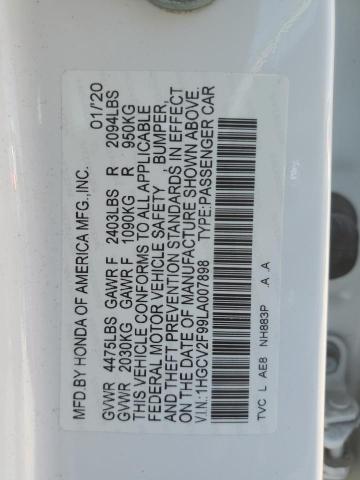 MFD.BY HONDA OF AMERICA MFG.,INC. 01/'20
GVWR 4475LBS GAWR F 2403LBS R 2094LBS
GVWR 2030KG GAWR F 1090KG R 950KG
THIS VEHICLE CONFORMS TO ALL APPLICABLE
FEDERAL MOTOR VEHICLE SAFETY , BUMPER,
AND THEFT PREVENTION STANDARDS IN EFFECT
ON THE DATE OF MANUFACTURE SHOWN ABOVE.
V.I.N.:1HGCV2F99LA007898 TYPE:PASSENGER CAR
TVC L AE8 NH883P .A .A